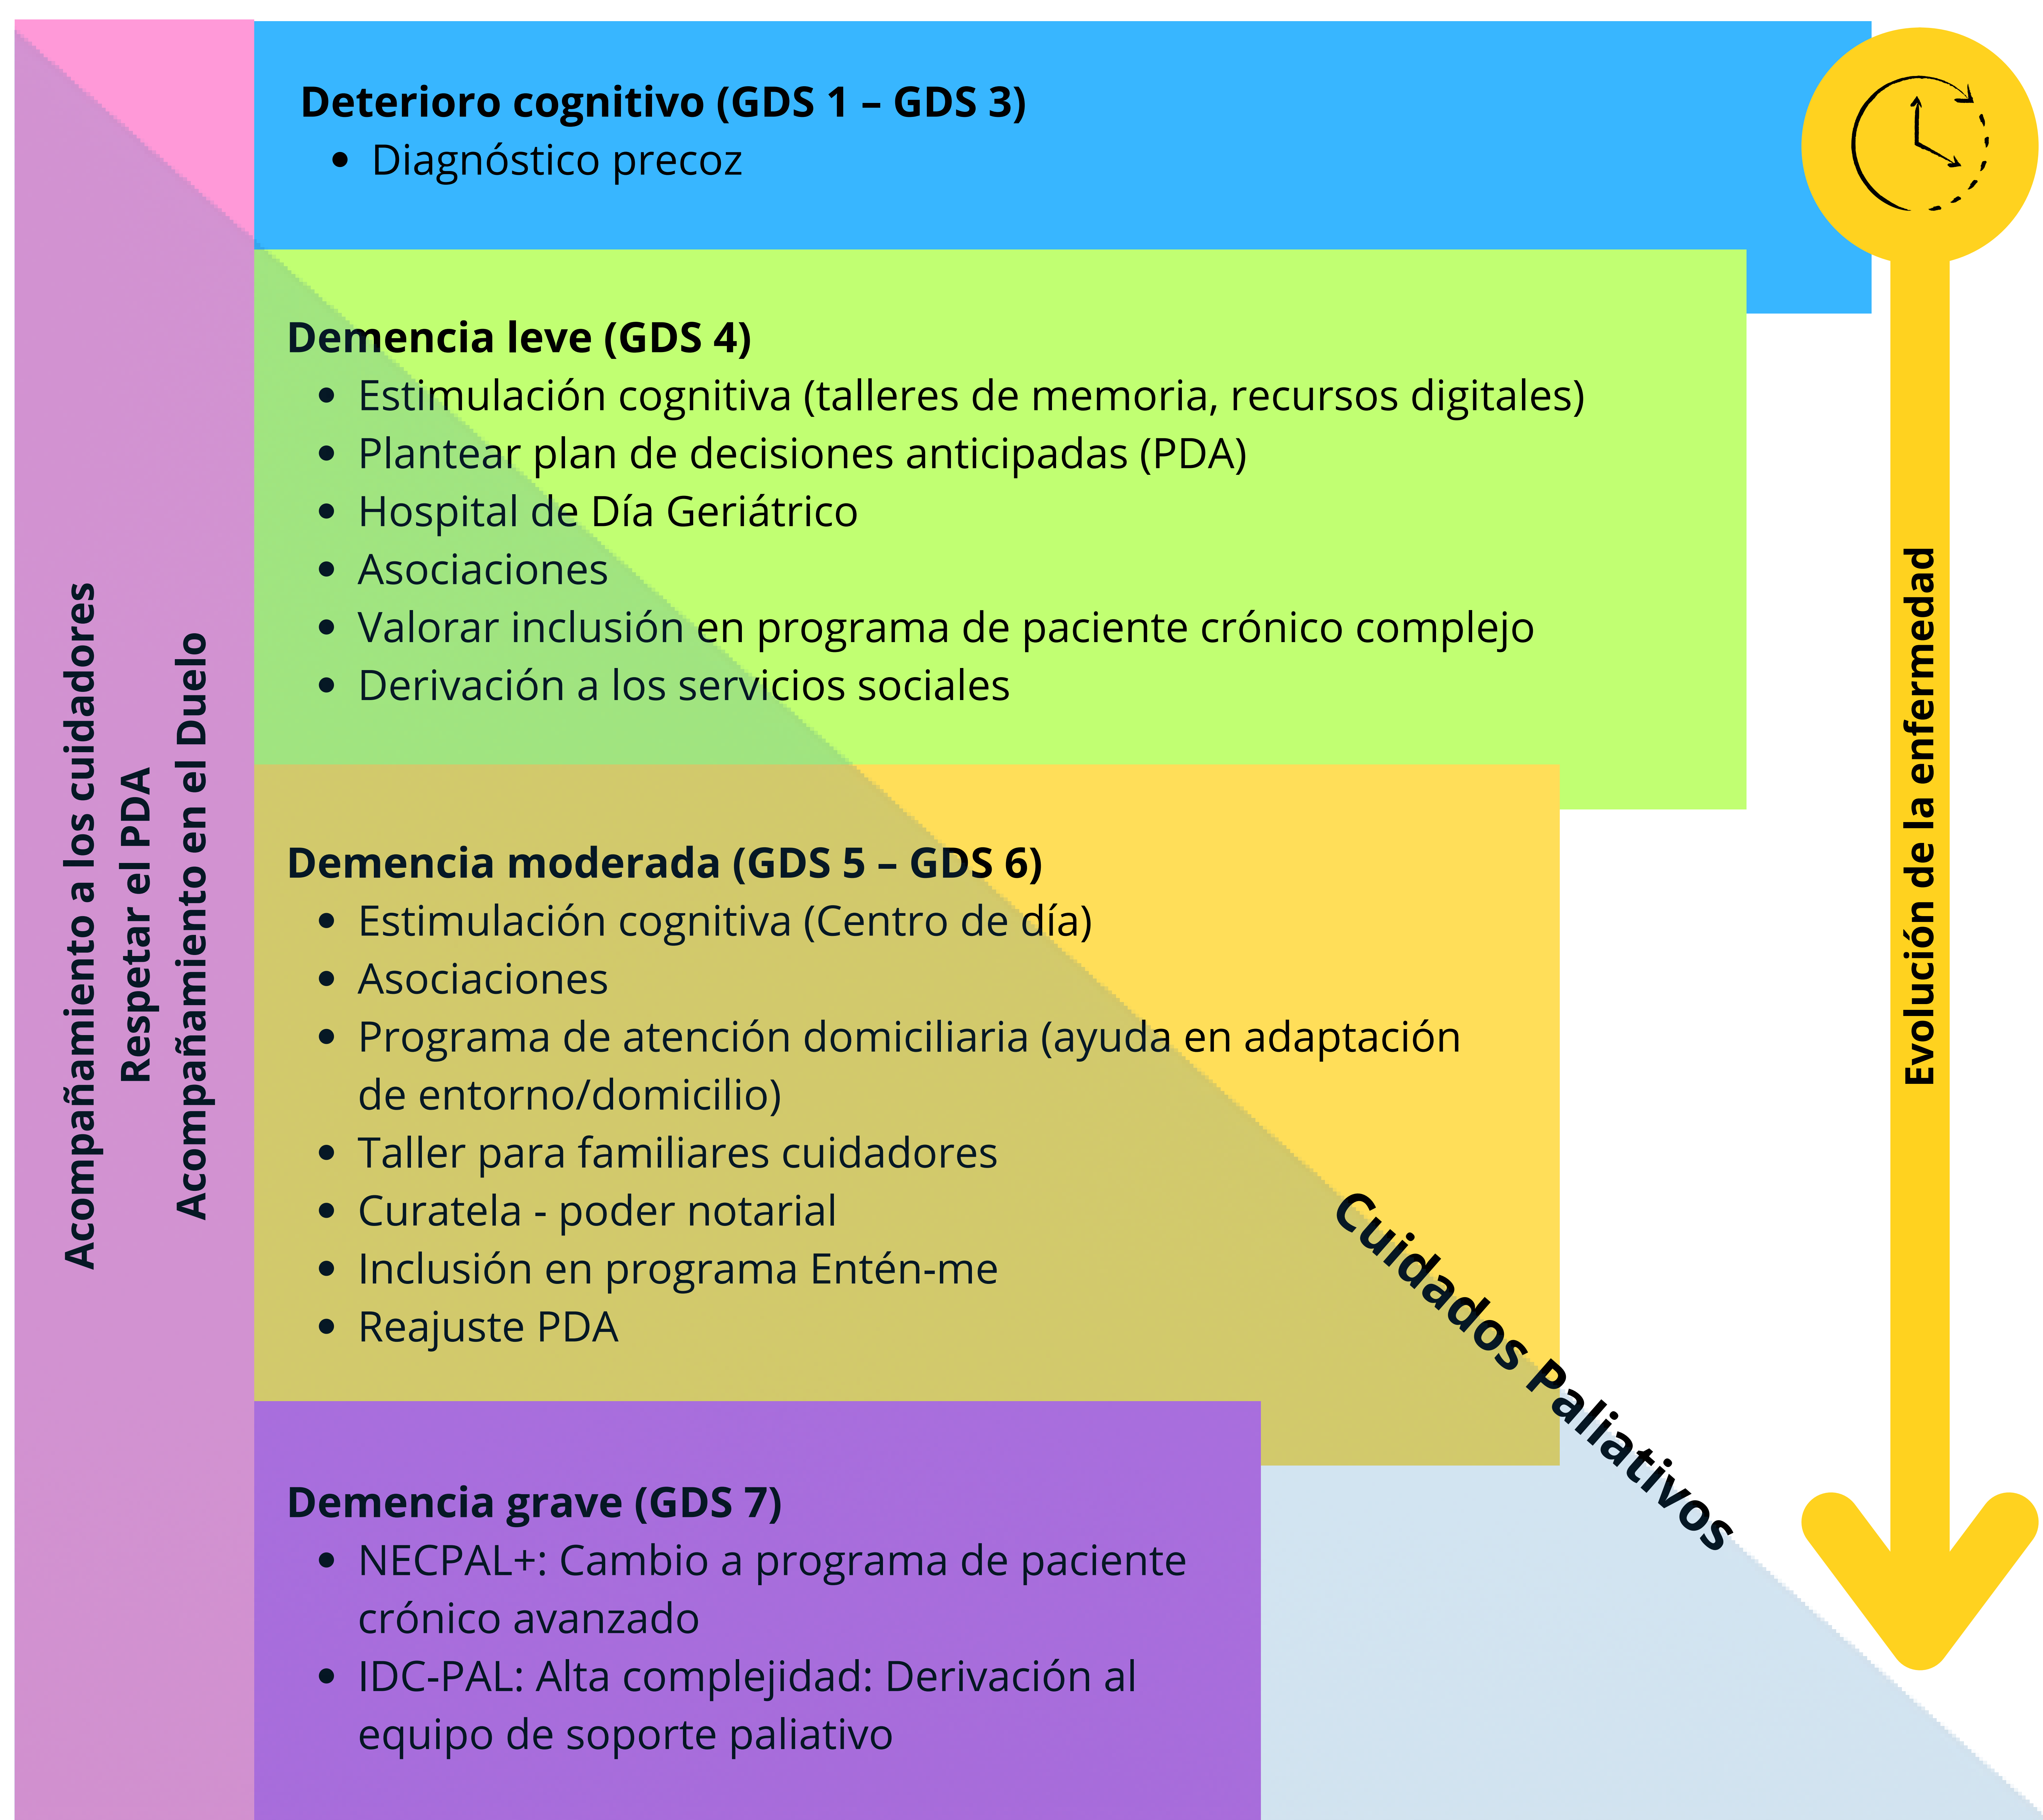 Deterioro cognitivo (GDS 1 – GDS 3)
• Diagnóstico precoz
Demencia leve (GDS 4)
• Estimulación cognitiva (talleres de memoria, recursos digitales)
• Plantear plan de decisiones anticipadas (PDA)
• Hospital de Día Geriátrico
• Asociaciones
• Valorar inclusión en programa de paciente crónico complejo
• Derivación a los servicios sociales
Demencia moderada (GDS 5 – GDS 6)
• Estimulación cognitiva (Centro de día)
• Asociaciones
• Programa de atención domiciliaria (ayuda en adaptación
de entorno/domicilio)
• Taller para familiares cuidadores
• Curatela - poder notarial
• Inclusión en programa Entén-me
• Reajuste PDA
Demencia grave (GDS 7)
• NECPAL+: Cambio a programa de paciente
crónico avanzado
• IDC-PAL: Alta complejidad: Derivación al
equipo de soporte paliativo
Acompañamiento a los cuidadores
Respetar el PDA
Acompañamiento en el Duelo
Cuidados Paliativos
Evolución de la enfermedad